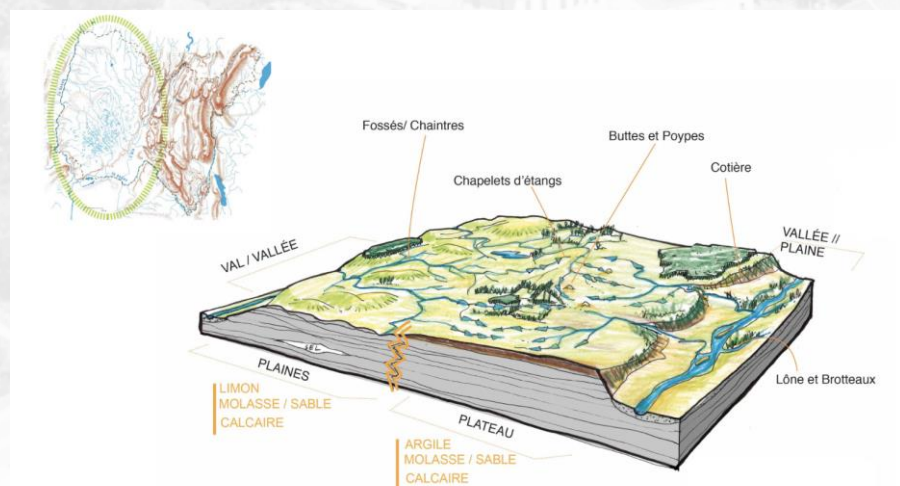 Fossés/ Chaintres
Buttes et Poypes
Chapelets d'étangs
Cotière
VAL / VALLÉE
VALLÉE //
PLAINE
SEL
PLAINES
Lône et Brotteaux
LIMON
MOLASSE / SABLE
CALCAIRE
PLATEAU
ARGILE
MOLASSE / SABLE
CALCAIRE